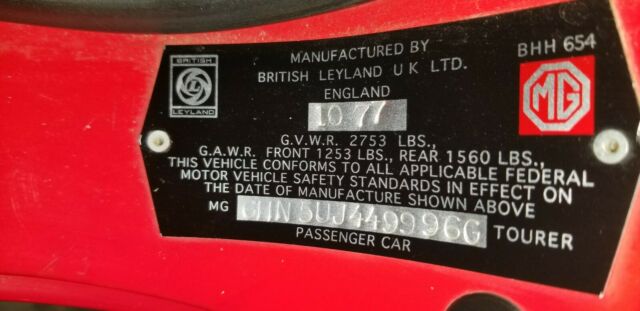 BRITISH
LEYLAND
MANUFACTURED BY
BRITISH LEYLAND U K LTD.
ENGLAND
10 77
BHH 654
MG
G.V.W.R. 2753 LBS.,
G.A.W.R. FRONT 1253 LBS., REAR 1560 LBS.,
THIS VEHICLE CONFORMS TO ALL APPLICABLE FEDERAL
MOTOR VEHICLE SAFETY STANDARDS IN EFFECT ON
THE DATE OF MANUFACTURE SHOWN ABOVE
MG GHN5UJ449996G TOURER
PASSENGER CAR